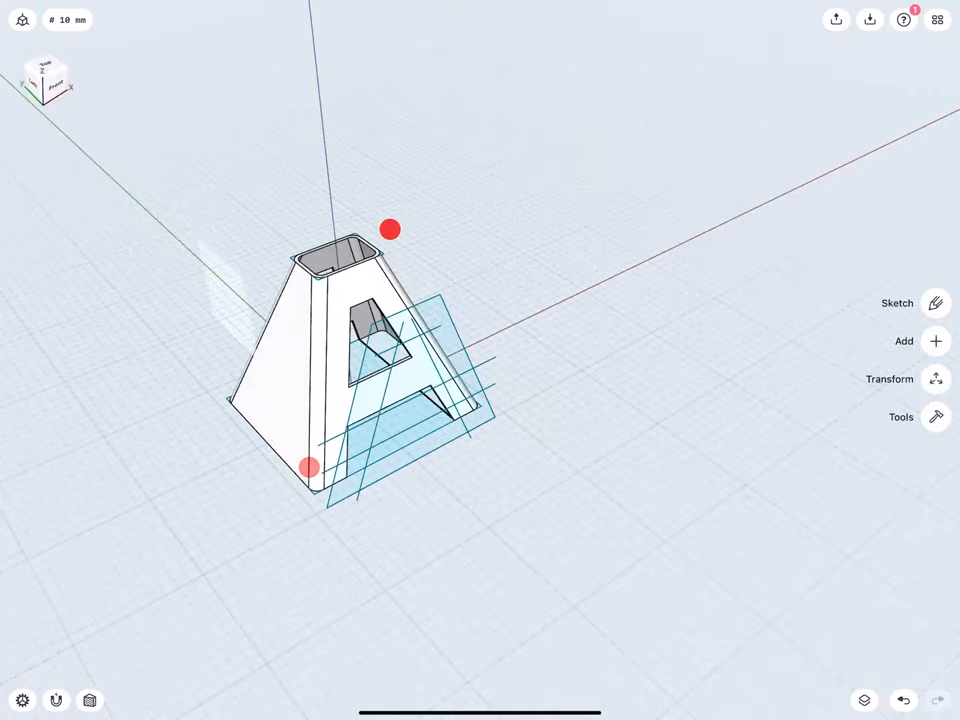 # 10 mm
1
Top
Z
Y
Front
X
Sketch
Add
Transform
Tools